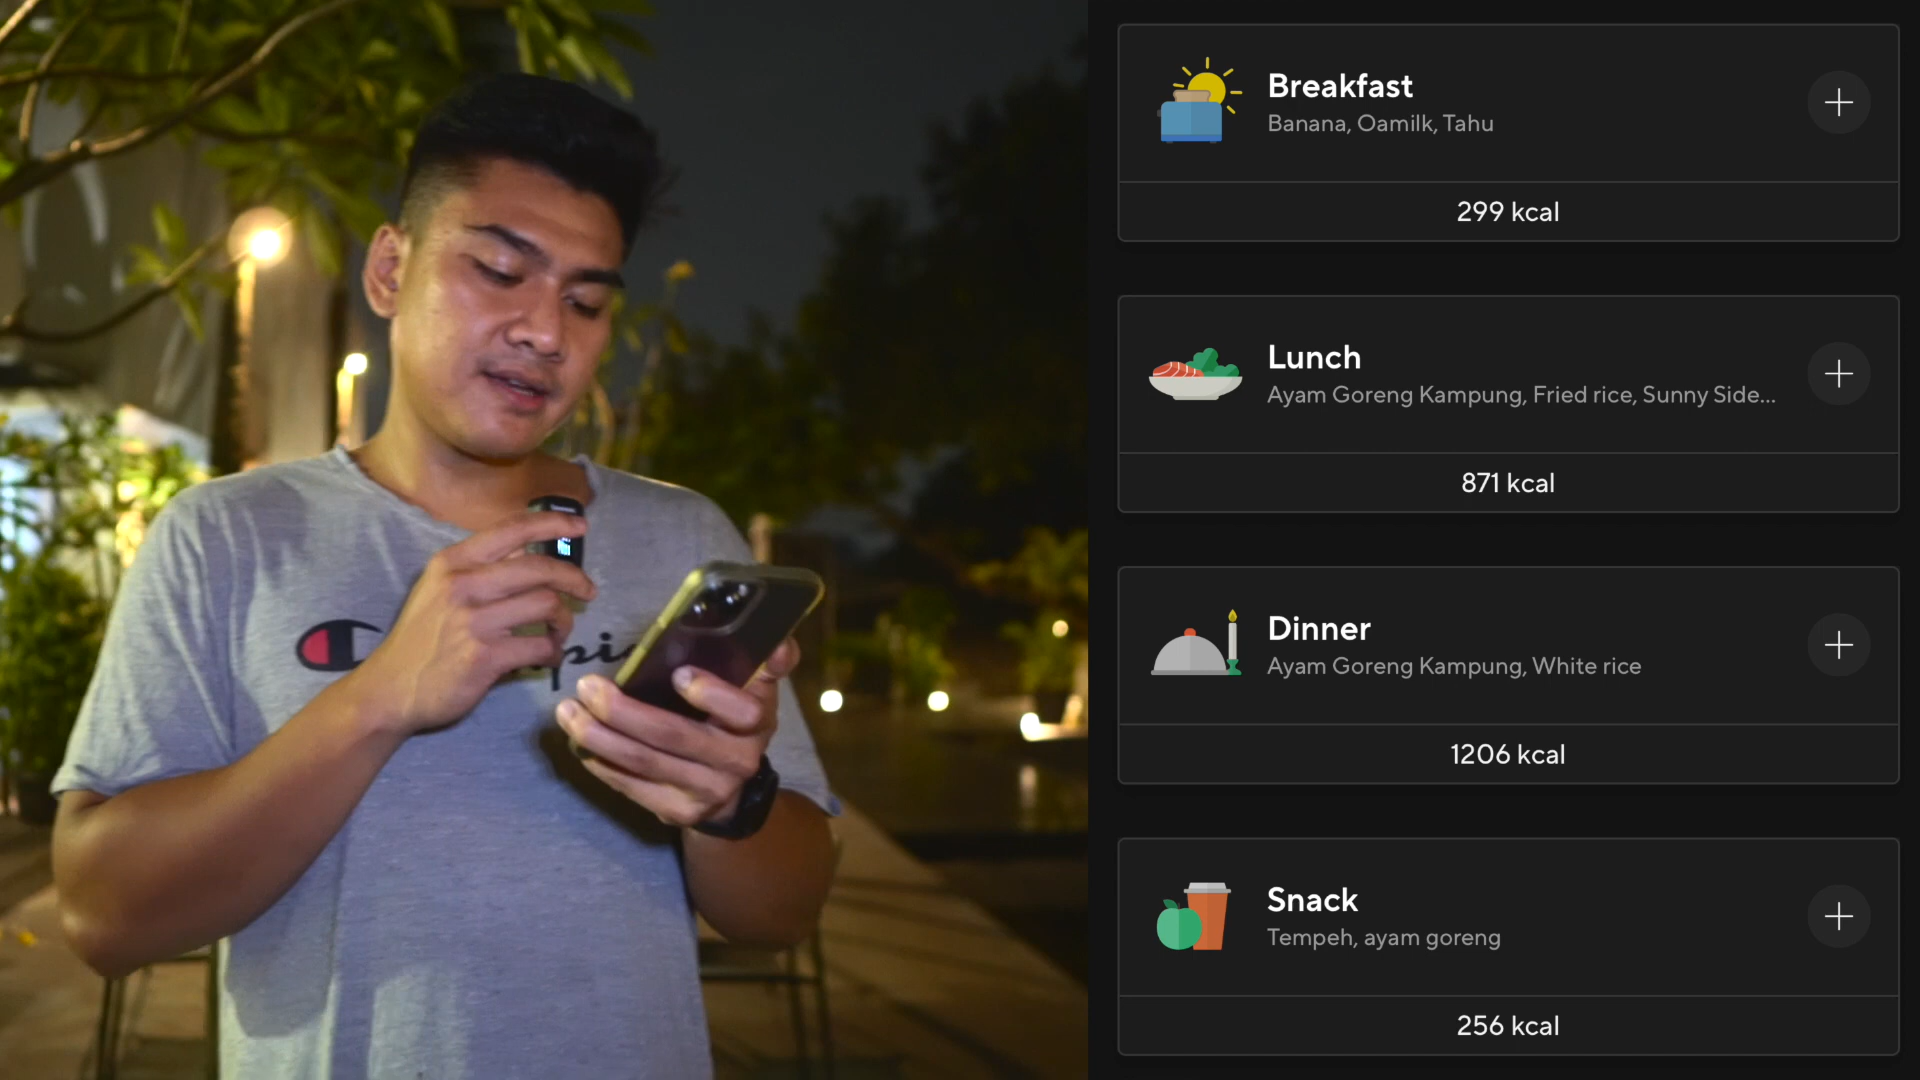 Breakfast
Banana, Oamilk, Tahu
299 kcal
Lunch
Ayam Goreng Kampung, Fried rice, Sunny Side...
871 kcal
Dinner
Ayam Goreng Kampung, White rice
1206 kcal
Snack
Tempeh, ayam goreng
256 kcal